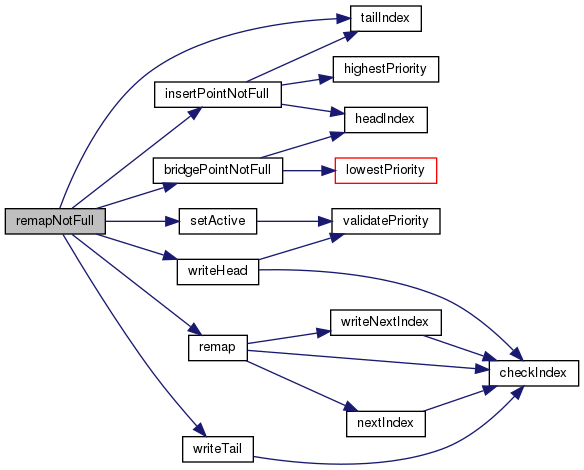 tailIndex
highestPriority
insertPointNotFull
headIndex
bridgePointNotFull
lowestPriority
remapNotFull
setActive
validatePriority
writeHead
writeNextIndex
remap
checkIndex
nextIndex
writeTail